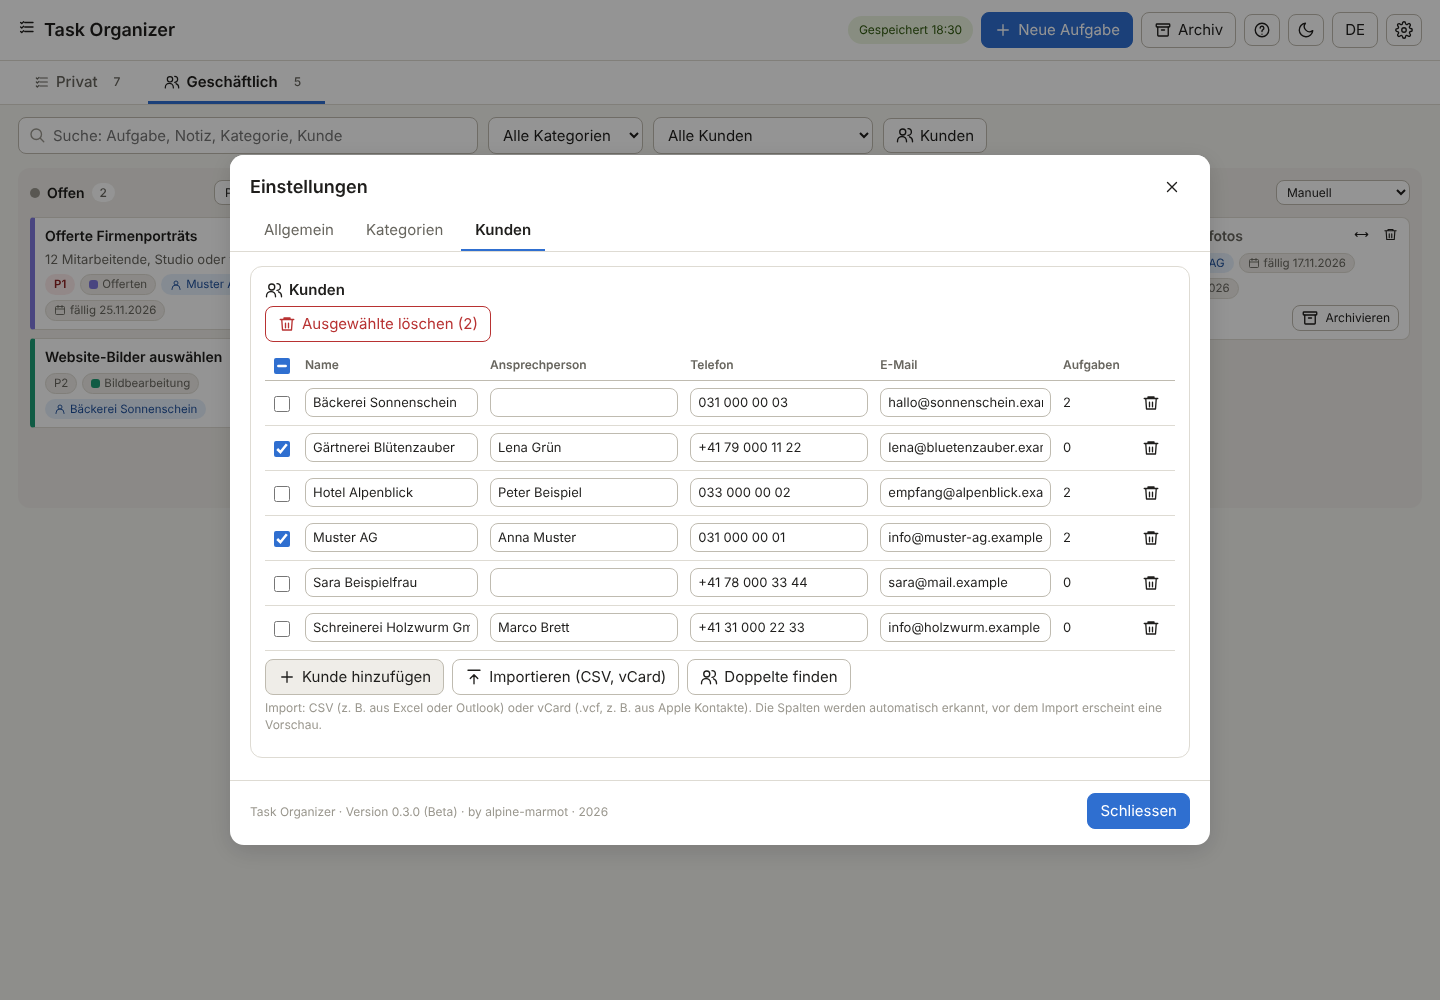 Task Organizer
Gespeichert 18:30
Neue Aufgabe
Archiv
DE
Privat 7
Geschäftlich 5
Suche: Aufgabe, Notiz, Kategorie, Kunde
Alle Kategorien
Alle Kunden
Kunden
Offen 2
Manuell
Offerte Firmenporträts
12 Mitarbeitende, Studio oder
P1 Offerten Muster
fällig 25.11.2026
Website-Bilder auswählen
P2 Bildbearbeitung
Bäckerei Sonnenschein
fotos
AG fällig 17.11.2026
Archivieren
Einstellungen
Allgemein Kategorien Kunden
Kunden
Ausgewählte löschen (2)
Name Ansprechperson Telefon E-Mail Aufgaben
Bäckerei Sonnenschein 031 000 00 03 hallo@sonnenschein.exa 2
Gärtnerei Blütenzauber Lena Grün +41 79 000 11 22 lena@bluetenzauber.exa 0
Hotel Alpenblick Peter Beispiel 033 000 00 02 empfang@alpenblick.exa 2
Muster AG Anna Muster 031 000 00 01 info@muster-ag.example 2
Sara Beispielfrau +41 78 000 33 44 sara@mail.example 0
Schreinerei Holzwurm Gm Marco Brett +41 31 000 22 33 info@holzwurm.example 0
Kunde hinzufügen
Importieren (CSV, vCard)
Doppelte finden
Import: CSV (z. B. aus Excel oder Outlook) oder vCard (.vcf, z. B. aus Apple Kontakte). Die Spalten werden automatisch erkannt, vor dem Import erscheint eine
Vorschau.
Task Organizer · Version 0.3.0 (Beta) · by alpine-marmot · 2026
Schliessen